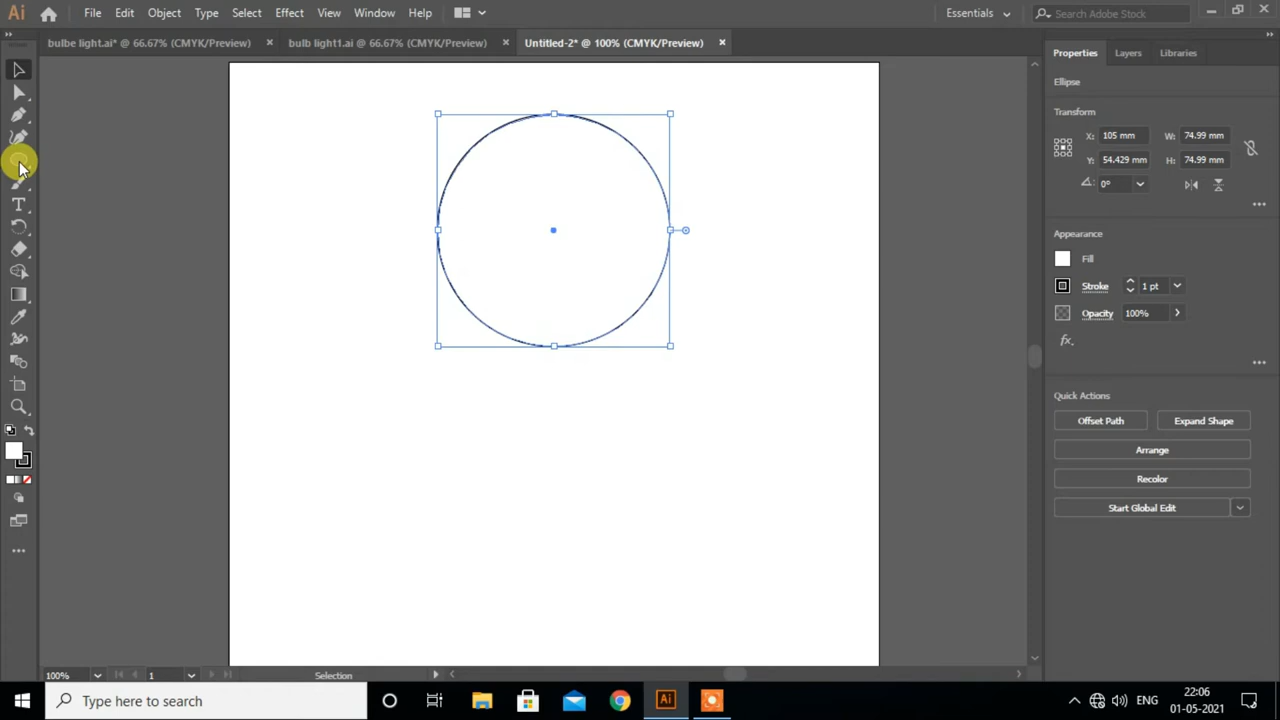 Ai File Edit Object Type Select Effect View Window Help Essentials Search Adobe Stock
bulbe light.ai* @ 66.67% (CMYK/Preview) × bulb light1.ai @ 66.67% (CMYK/Preview) × Untitled-2* @ 100% (CMYK/Preview) ×
Properties Layers Libraries
Ellipse
Transform
X: 105 mm W: 74.99 mm
Y: 54.429 mm H: 74.99 mm
0°
Appearance
Fill
Stroke 1 pt
Opacity 100%
fx.
Quick Actions
Offset Path Expand Shape
Arrange
Recolor
Start Global Edit
100% 1 Selection
Type here to search Ai ENG 22:06
01-05-2021